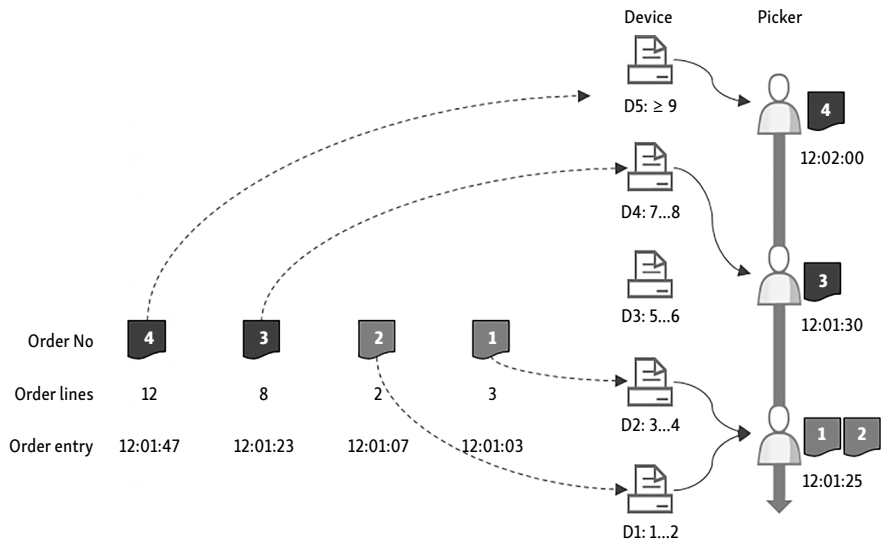 Device Picker
D5: ≥ 9
4
12:02:00
D4: 7...8
3
12:01:30
D3: 5...6
Order No 4 3 2 1
Order lines 12 8 2 3
D2: 3...4
Order entry 12:01:47 12:01:23 12:01:07 12:01:03
1 2
12:01:25
D1: 1...2